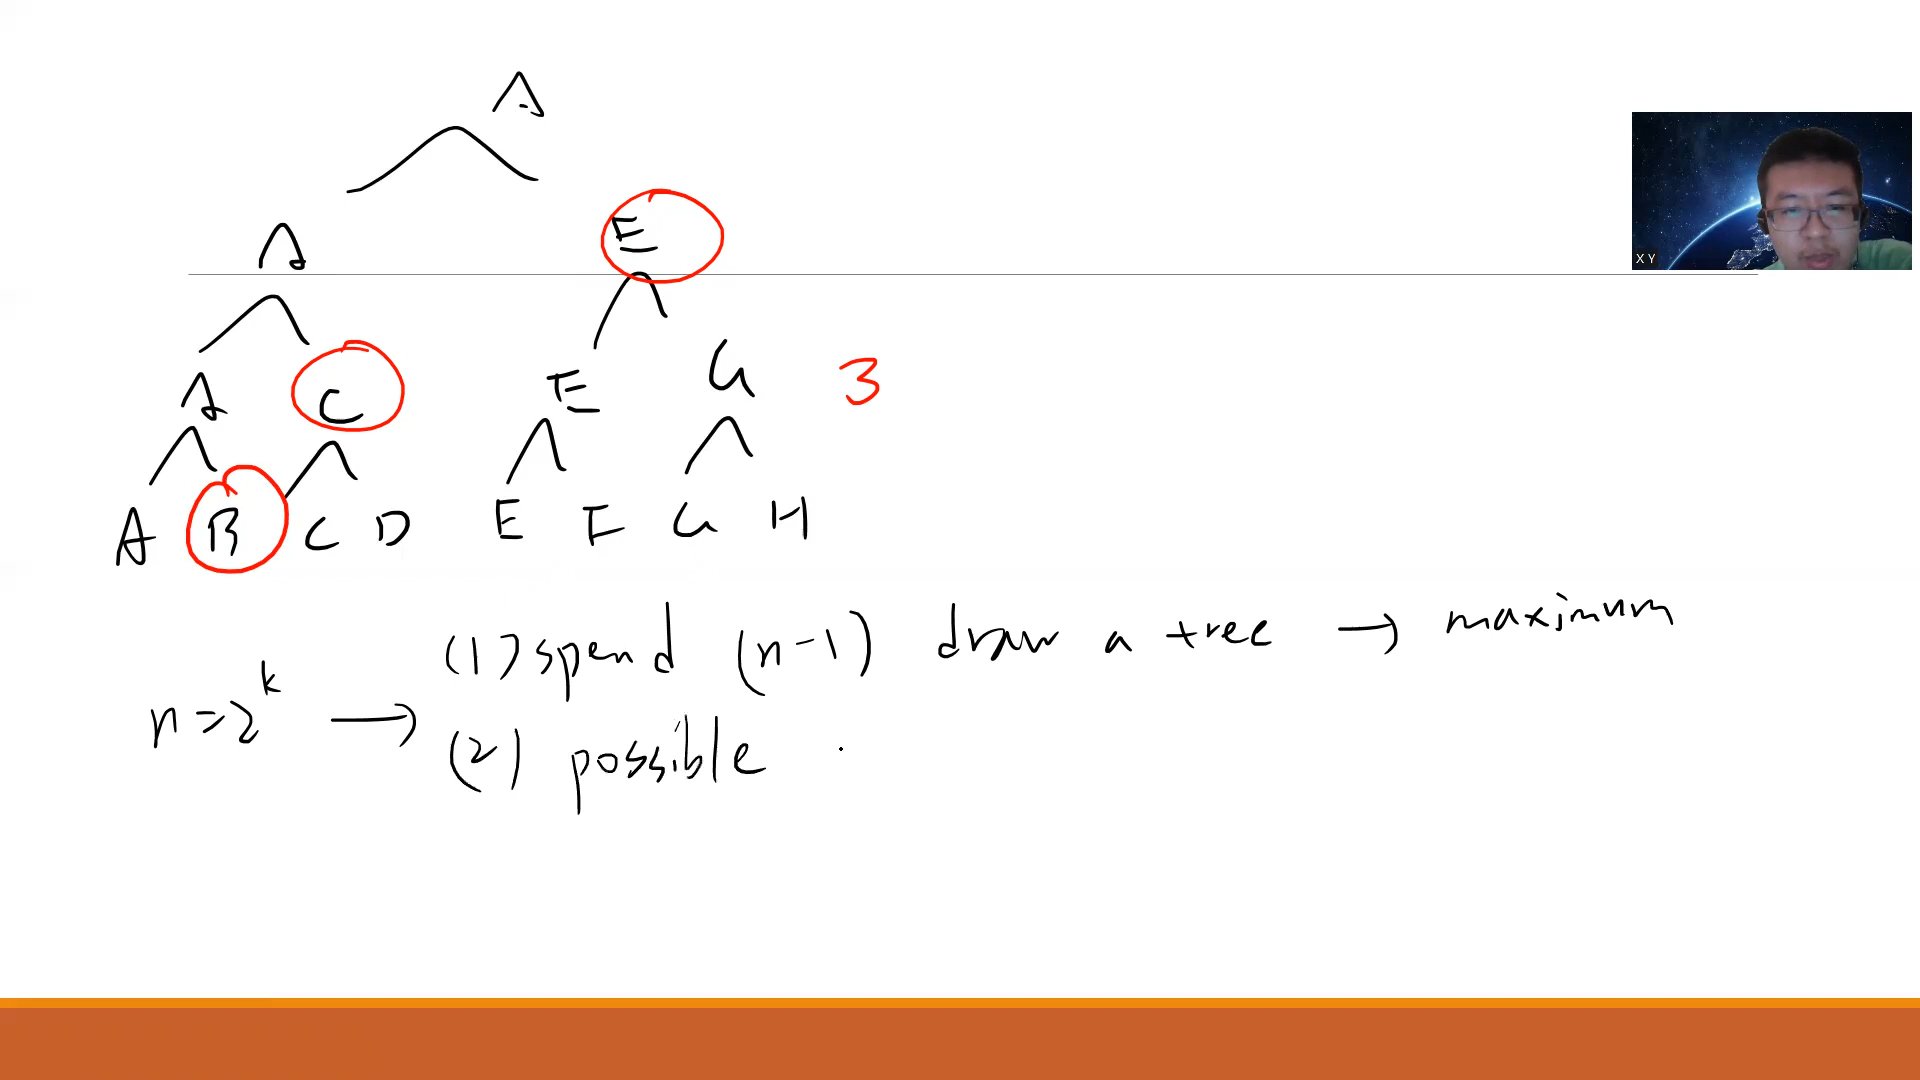 A
A E
A C E G 3
A B C D E F G H
(1) spend (n-1) draw a tree → maximum
n=2^k →
(2) possible
X Y